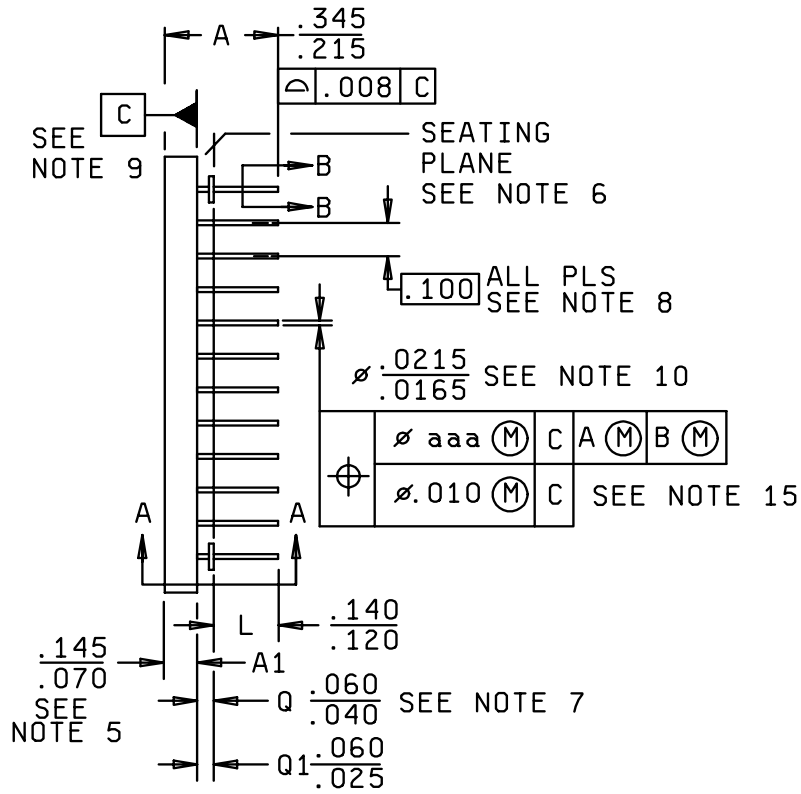 A .345
.215
.008 C
C
SEE
NOTE 9
SEATING
PLANE
SEE NOTE 6
B
B
.100 ALL PLS
SEE NOTE 8
⌀ .0215
.0165 SEE NOTE 10
⌀ aaa Ⓜ C A Ⓜ B Ⓜ
⌀.010 Ⓜ C SEE NOTE 15
A A
L .140
.120
.145
.070 A1
SEE
NOTE 5
Q .060
.040 SEE NOTE 7
Q1 .060
.025